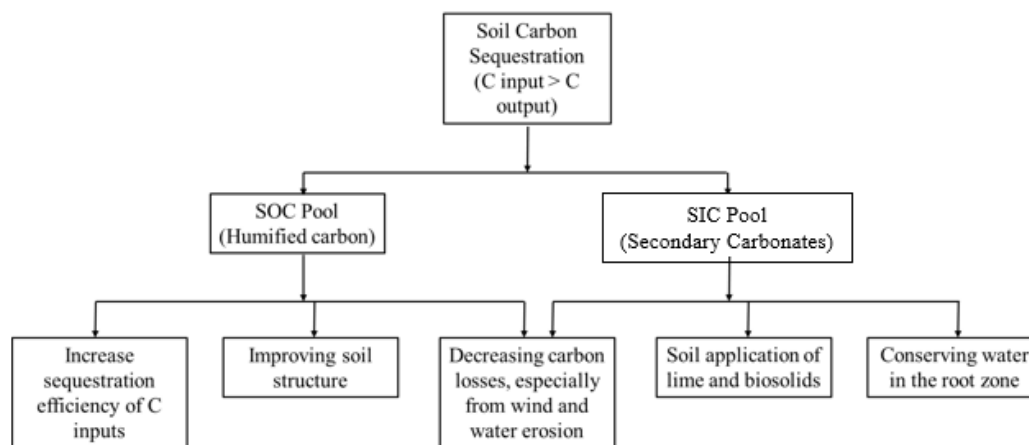 Soil Carbon
Sequestration
(C input > C
output)
SOC Pool
(Humified carbon)
SIC Pool
(Secondary Carbonates)
Increase
sequestration
efficiency of C
inputs
Improving soil
structure
Decreasing carbon
losses, especially
from wind and
water erosion
Soil application of
lime and biosolids
Conserving water
in the root zone